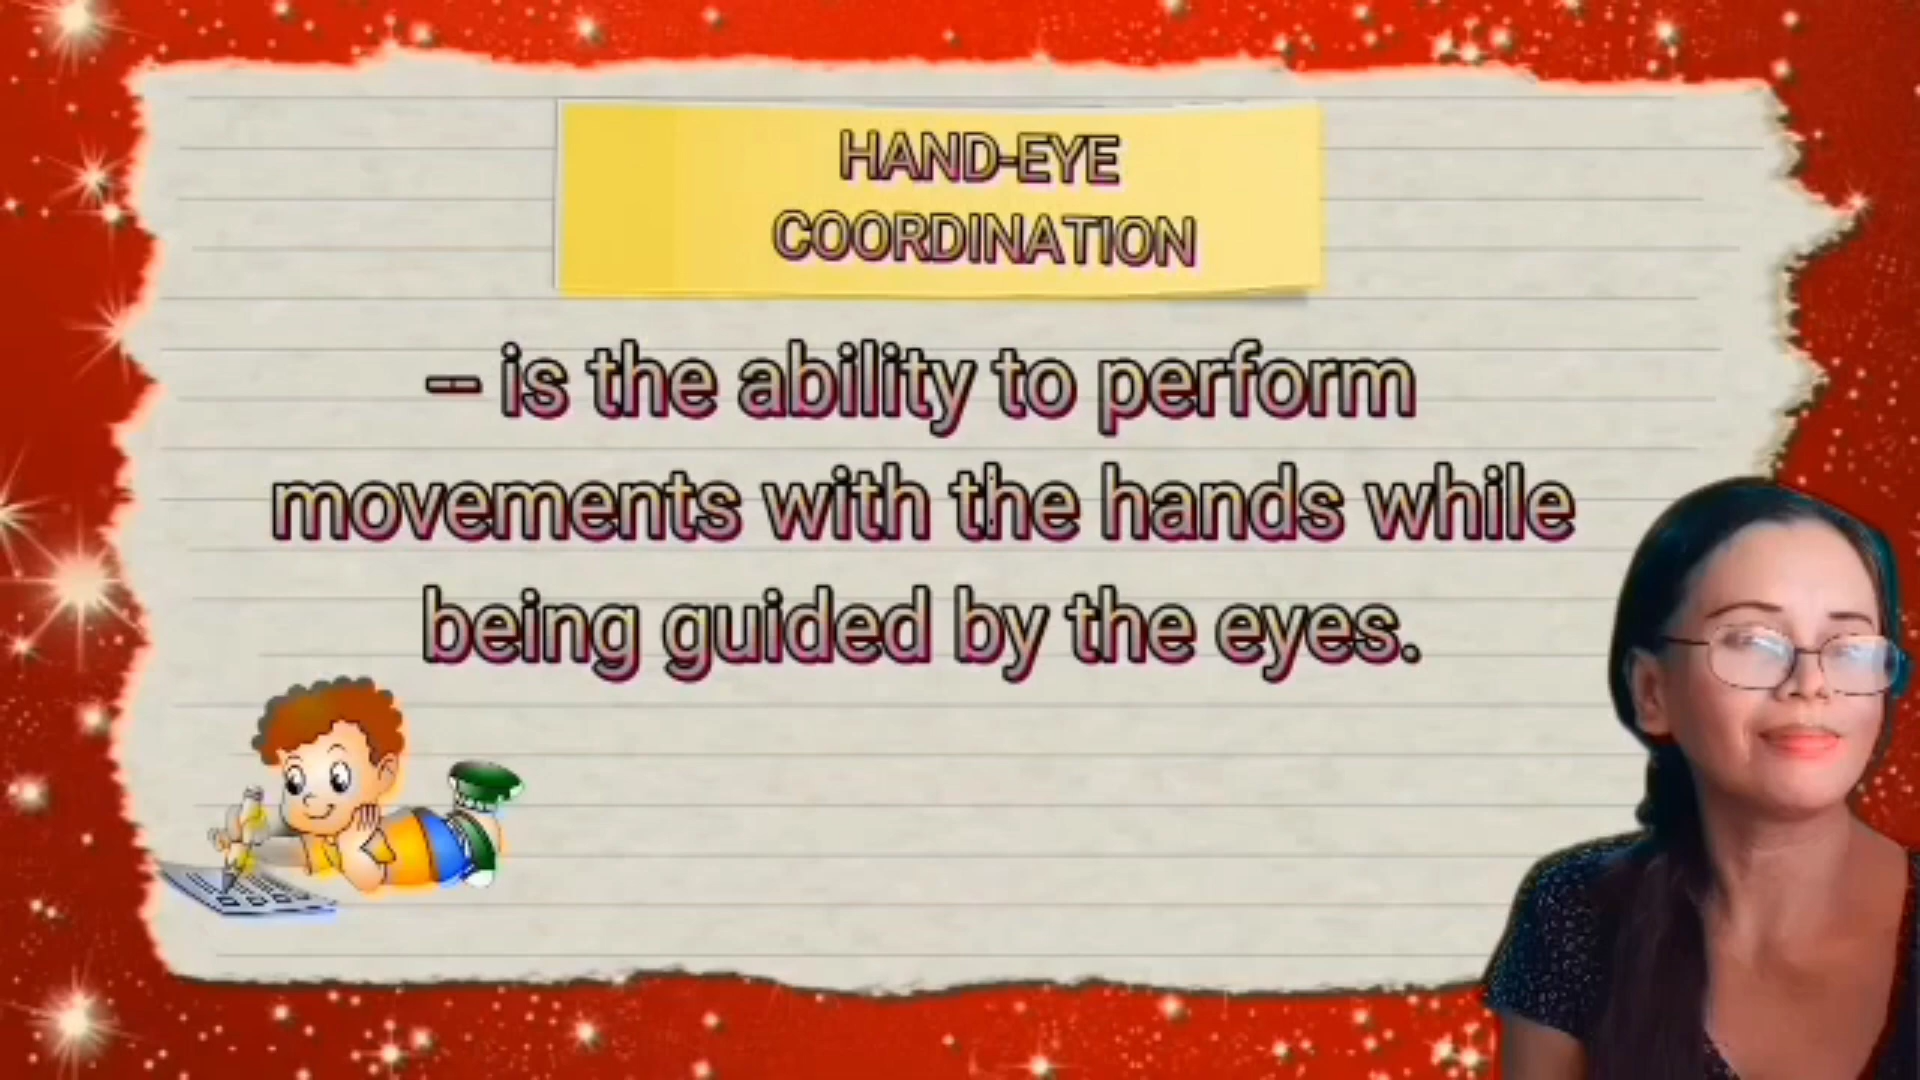 HAND-EYE
COORDINATION
-- is the ability to perform
movements with the hands while
being guided by the eyes.